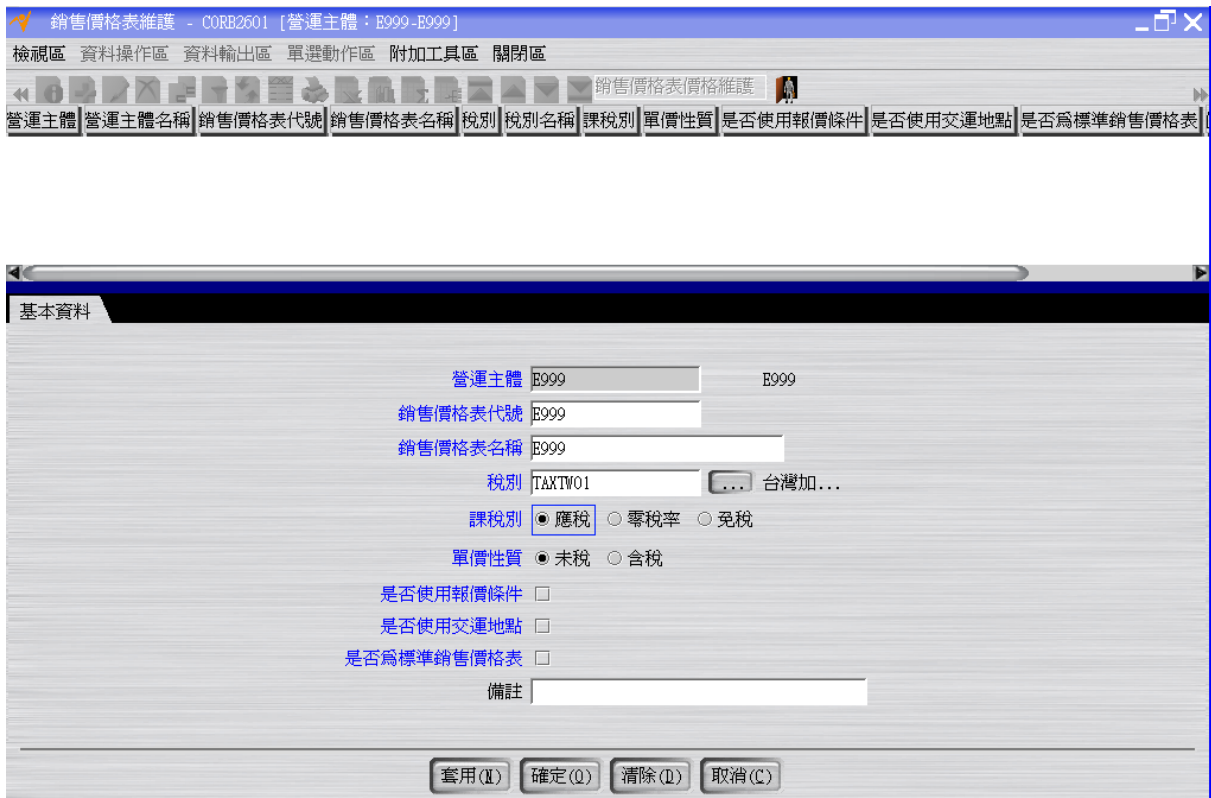 銷售價格表維護 - CORB2601 [營運主體：E999-E999]
檢視區 資料操作區 資料輸出區 單選動作區 附加工具區 關閉區
銷售價格表價格維護
營運主體 營運主體名稱 銷售價格表代號 銷售價格表名稱 稅別 稅別名稱 課稅別 單價性質 是否使用報價條件 是否使用交運地點 是否為標準銷售價格表
基本資料
營運主體 E999 E999
銷售價格表代號 E999
銷售價格表名稱 E999
稅別 TAXTW01 ... 台灣加...
課稅別 應稅 零稅率 免稅
單價性質 未稅 含稅
是否使用報價條件
是否使用交運地點
是否為標準銷售價格表
備註
套用(N) 確定(O) 清除(D) 取消(C)